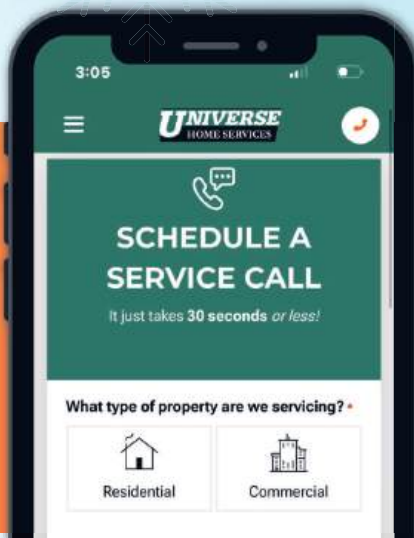 3:05
UNIVERSE
HOME SERVICES
SCHEDULE A
SERVICE CALL
It just takes 30 seconds or less!
What type of property are we servicing? •
Residential
Commercial